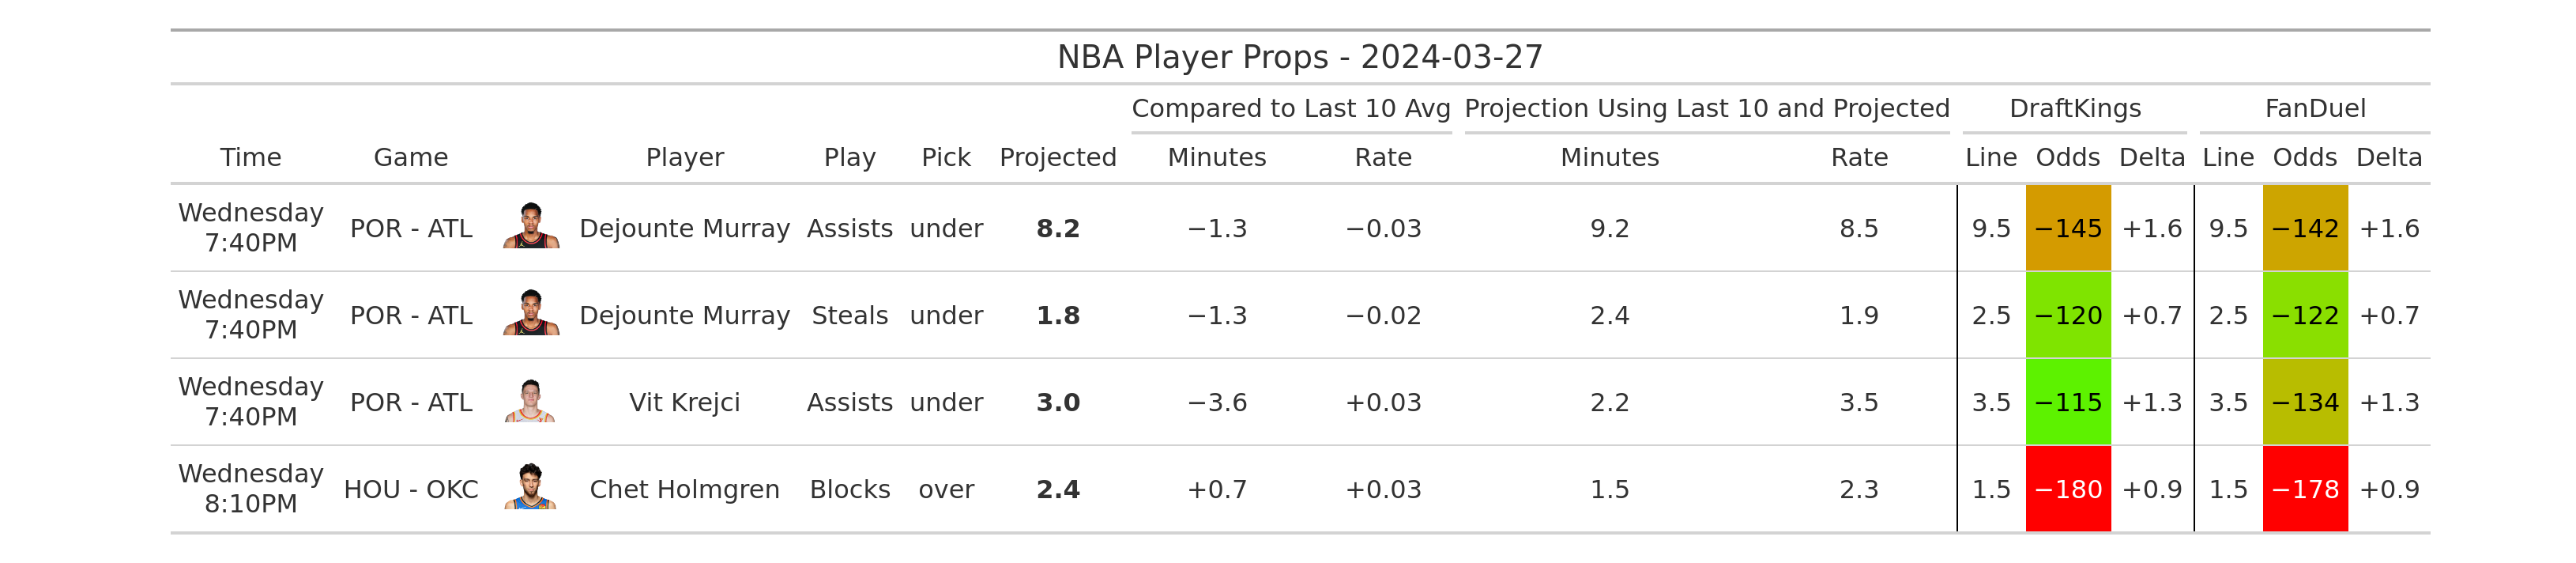 NBA Player Props - 2024-03-27
Compared to Last 10 Avg Projection Using Last 10 and Projected DraftKings FanDuel
Time Game Player Play Pick Projected Minutes Rate Minutes Rate Line Odds Delta Line Odds Delta
Wednesday
7:40PM POR - ATL Dejounte Murray Assists under 8.2 −1.3 −0.03 9.2 8.5 9.5 −145 +1.6 9.5 −142 +1.6
Wednesday
7:40PM POR - ATL Dejounte Murray Steals under 1.8 −1.3 −0.02 2.4 1.9 2.5 −120 +0.7 2.5 −122 +0.7
Wednesday
7:40PM POR - ATL Vit Krejci Assists under 3.0 −3.6 +0.03 2.2 3.5 3.5 −115 +1.3 3.5 −134 +1.3
Wednesday
8:10PM HOU - OKC Chet Holmgren Blocks over 2.4 +0.7 +0.03 1.5 2.3 1.5 −180 +0.9 1.5 −178 +0.9